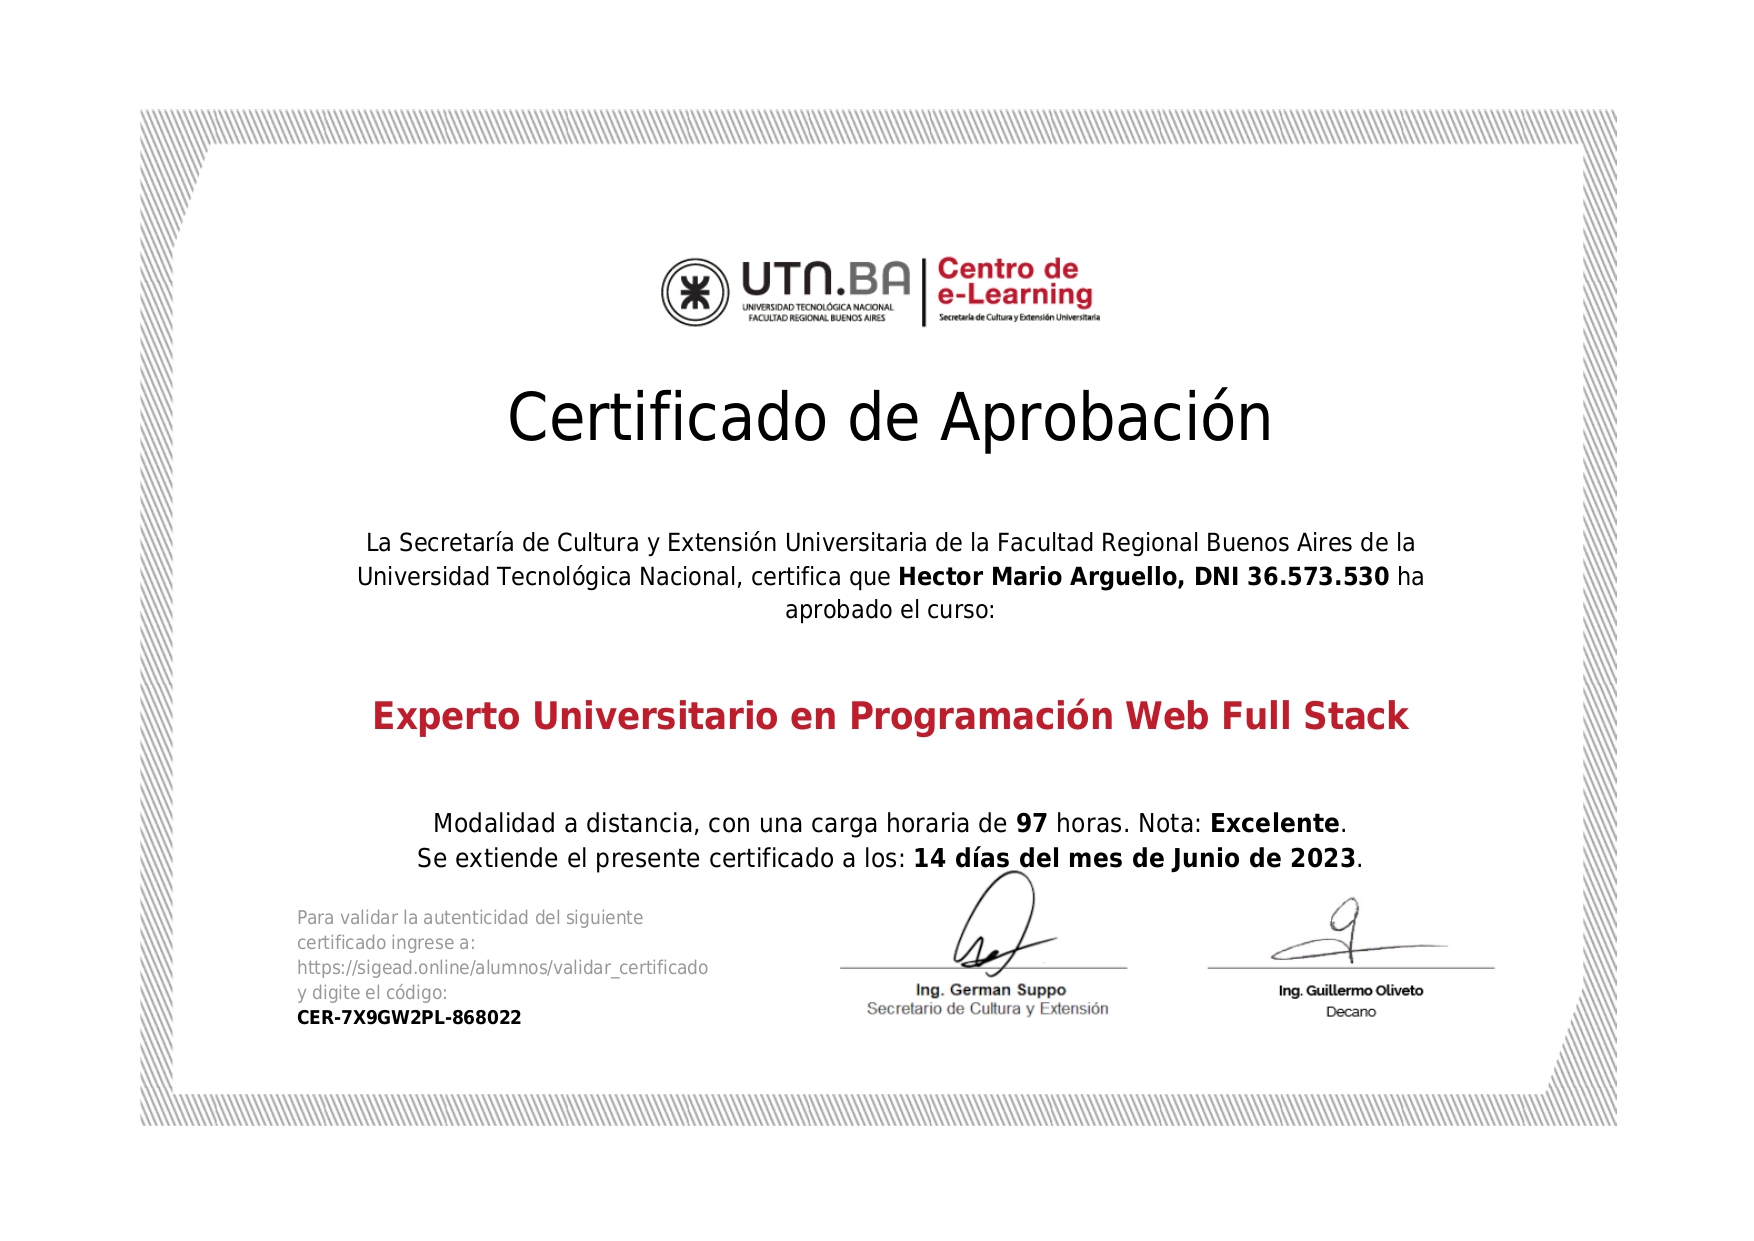 UTN.BA
UNIVERSIDAD TECNOLÓGICA NACIONAL
FACULTAD REGIONAL BUENOS AIRES
Centro de
e-Learning
Secretaría de Cultura y Extensión Universitaria
Certificado de Aprobación
La Secretaría de Cultura y Extensión Universitaria de la Facultad Regional Buenos Aires de la
Universidad Tecnológica Nacional, certifica que Hector Mario Arguello, DNI 36.573.530 ha
aprobado el curso:
Experto Universitario en Programación Web Full Stack
Modalidad a distancia, con una carga horaria de 97 horas. Nota: Excelente.
Se extiende el presente certificado a los: 14 días del mes de Junio de 2023.
Para validar la autenticidad del siguiente
certificado ingrese a:
https://sigead.online/alumnos/validar_certificado
y digite el código:
CER-7X9GW2PL-868022
Ing. German Suppo
Secretario de Cultura y Extensión
Ing. Guillermo Oliveto
Decano